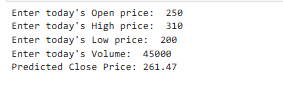 Enter today's Open price:  250
Enter today's High price:  310
Enter today's Low price:  200
Enter today's Volume:  45000
Predicted Close Price: 261.47